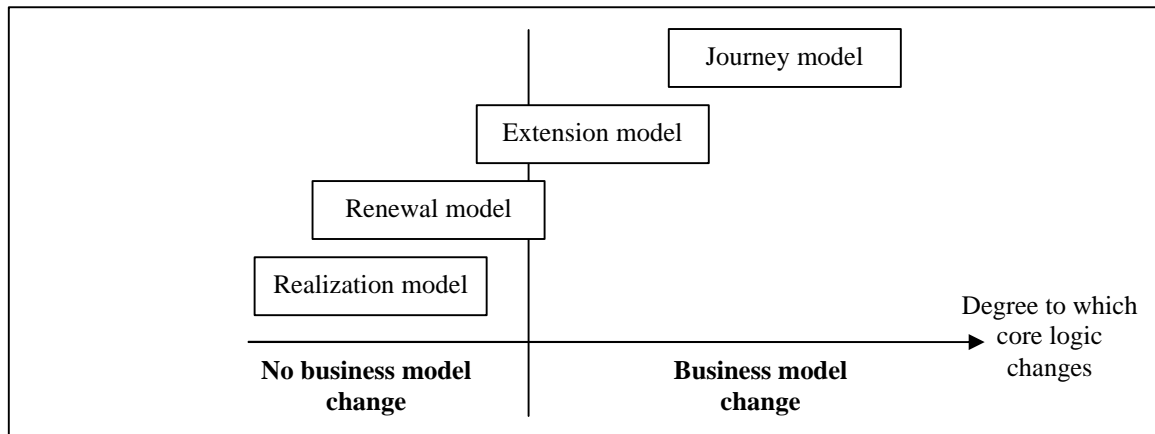 Journey model
Extension model
Renewal model
Realization model
Degree to which
core logic
changes
No business model
change
Business model
change